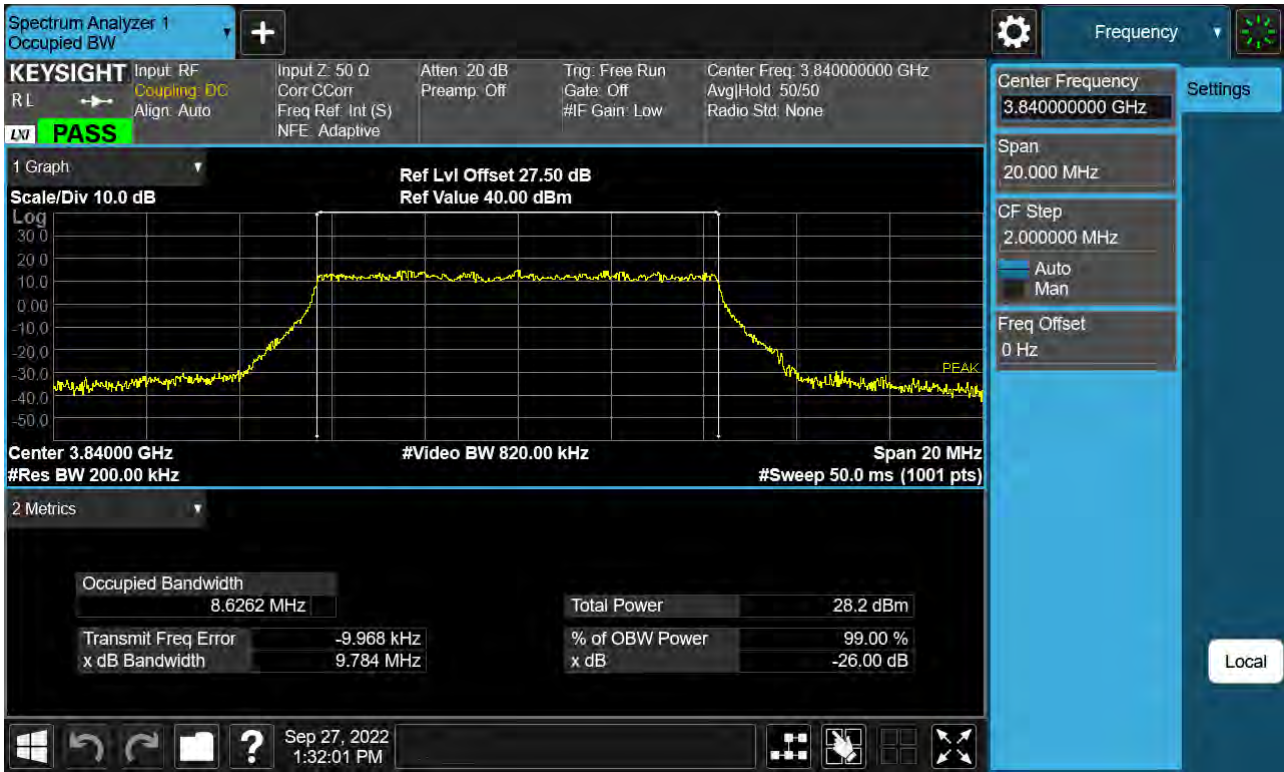 Spectrum Analyzer 1
Occupied BW
+
Frequency
KEYSIGHT
RL
LXI
PASS
Input: RF
Coupling: DC
Align: Auto
Input Z: 50 Ω
Corr CCorr
Freq Ref: Int (S)
NFE: Adaptive
Atten: 20 dB
Preamp: Off
Trig: Free Run
Gate: Off
#IF Gain: Low
Center Freq: 3.840000000 GHz
Avg|Hold: 50/50
Radio Std: None
Center Frequency
3.840000000 GHz
Settings
Span
20.000 MHz
CF Step
2.000000 MHz
Auto
Man
Freq Offset
0 Hz
Local
1 Graph
Scale/Div 10.0 dB
Ref Lvl Offset 27.50 dB
Ref Value 40.00 dBm
Log
30.0
20.0
10.0
0.00
-10.0
-20.0
-30.0
-40.0
-50.0
PEAK
Center 3.84000 GHz
#Video BW 820.00 kHz
Span 20 MHz
#Res BW 200.00 kHz
#Sweep 50.0 ms (1001 pts)
2 Metrics
Occupied Bandwidth
8.6262 MHz
Total Power 28.2 dBm
Transmit Freq Error -9.968 kHz
% of OBW Power 99.00 %
x dB Bandwidth 9.784 MHz
x dB -26.00 dB
?
Sep 27, 2022
1:32:01 PM